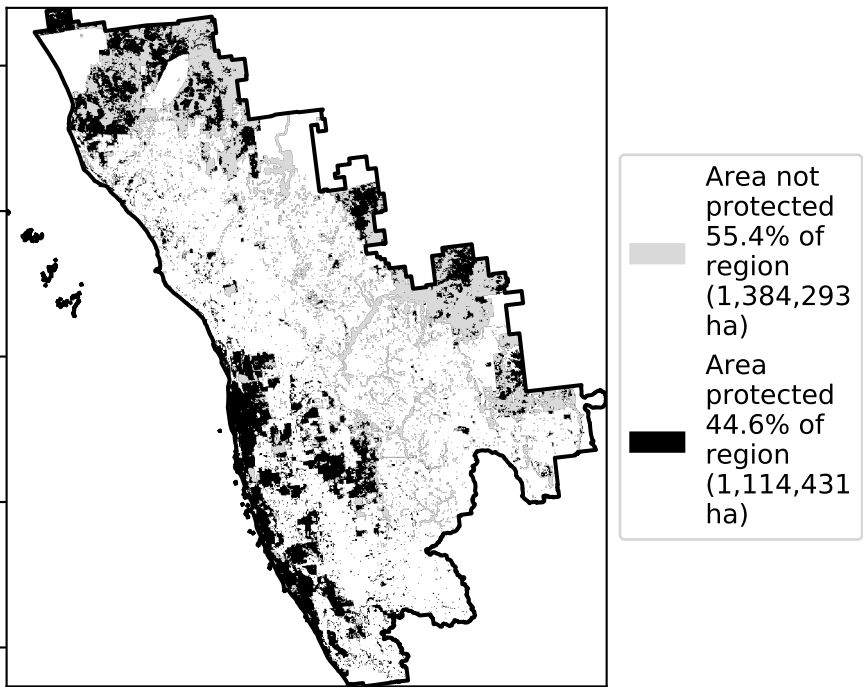 Area not
protected
55.4% of
region
(1,384,293
ha)
Area
protected
44.6% of
region
(1,114,431
ha)